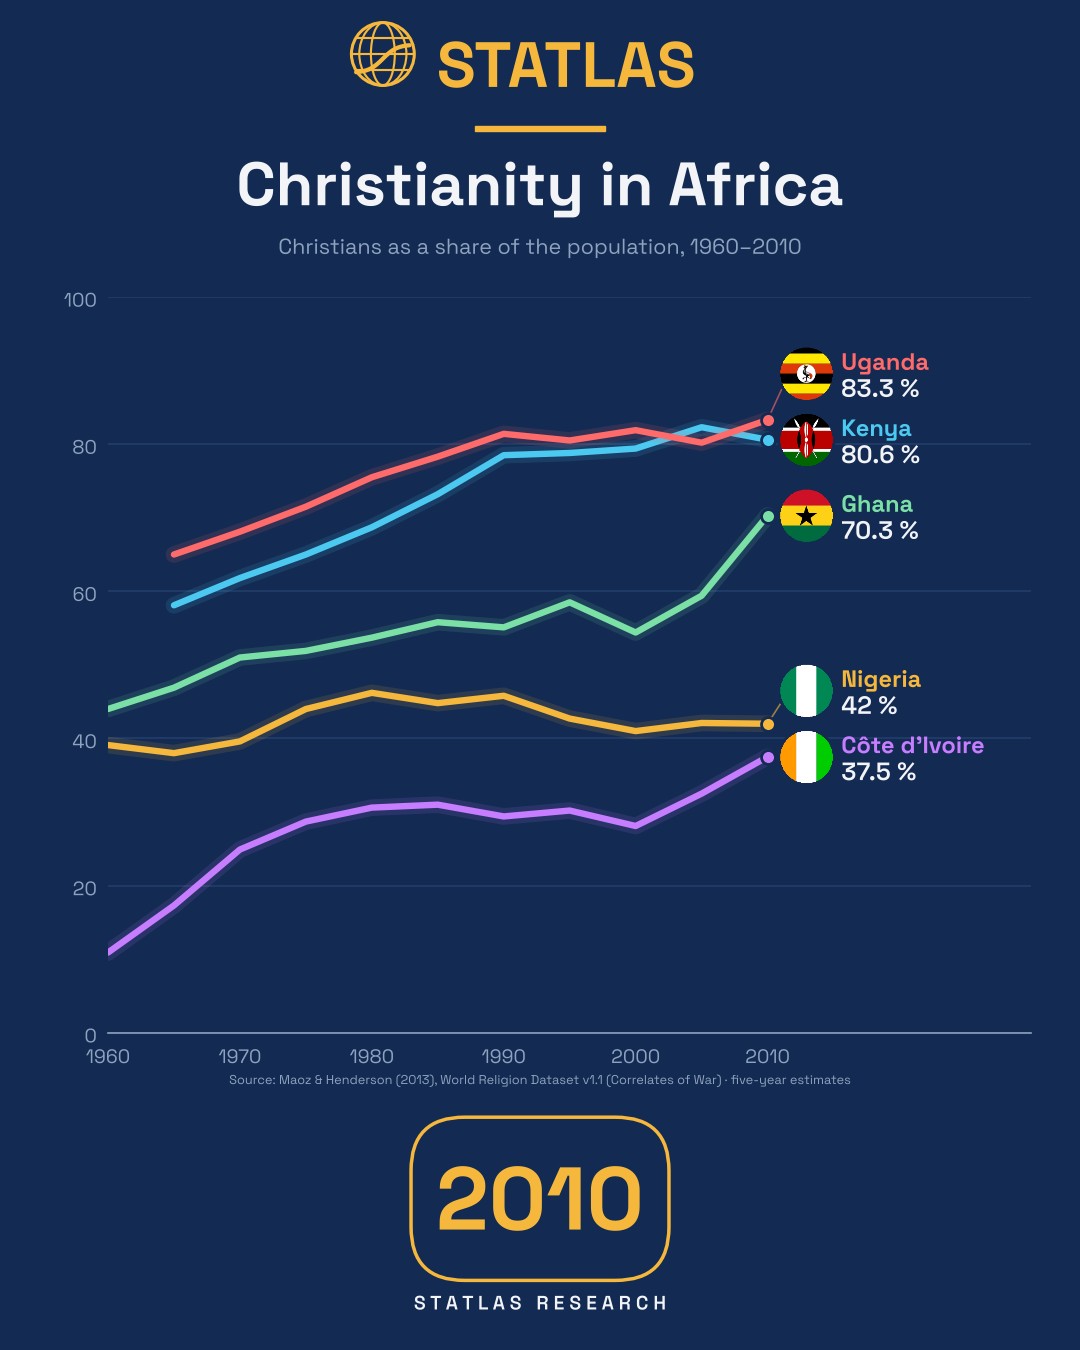 STATLAS
Christianity in Africa
Christians as a share of the population, 1960–2010
100
80
60
40
20
0
Uganda
83.3 %
Kenya
80.6 %
Ghana
70.3 %
Nigeria
42 %
Côte d’Ivoire
37.5 %
1960 1970 1980 1990 2000 2010
Source: Maoz & Henderson (2013), World Religion Dataset v1.1 (Correlates of War) · five-year estimates
2010
STATLAS RESEARCH